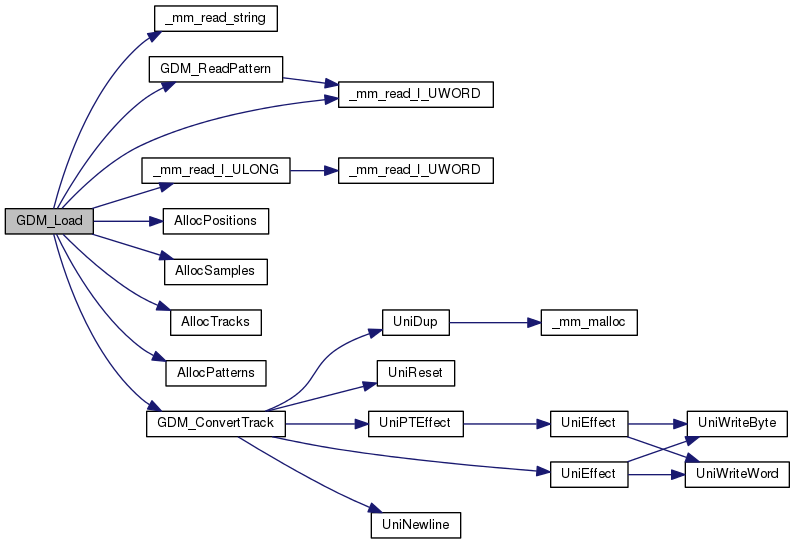 _mm_read_string
GDM_ReadPattern
_mm_read_I_UWORD
_mm_read_I_ULONG
_mm_read_I_UWORD
GDM_Load
AllocPositions
AllocSamples
AllocTracks
UniDup
_mm_malloc
AllocPatterns
UniReset
GDM_ConvertTrack
UniPTEffect
UniEffect
UniWriteByte
UniEffect
UniWriteWord
UniNewline